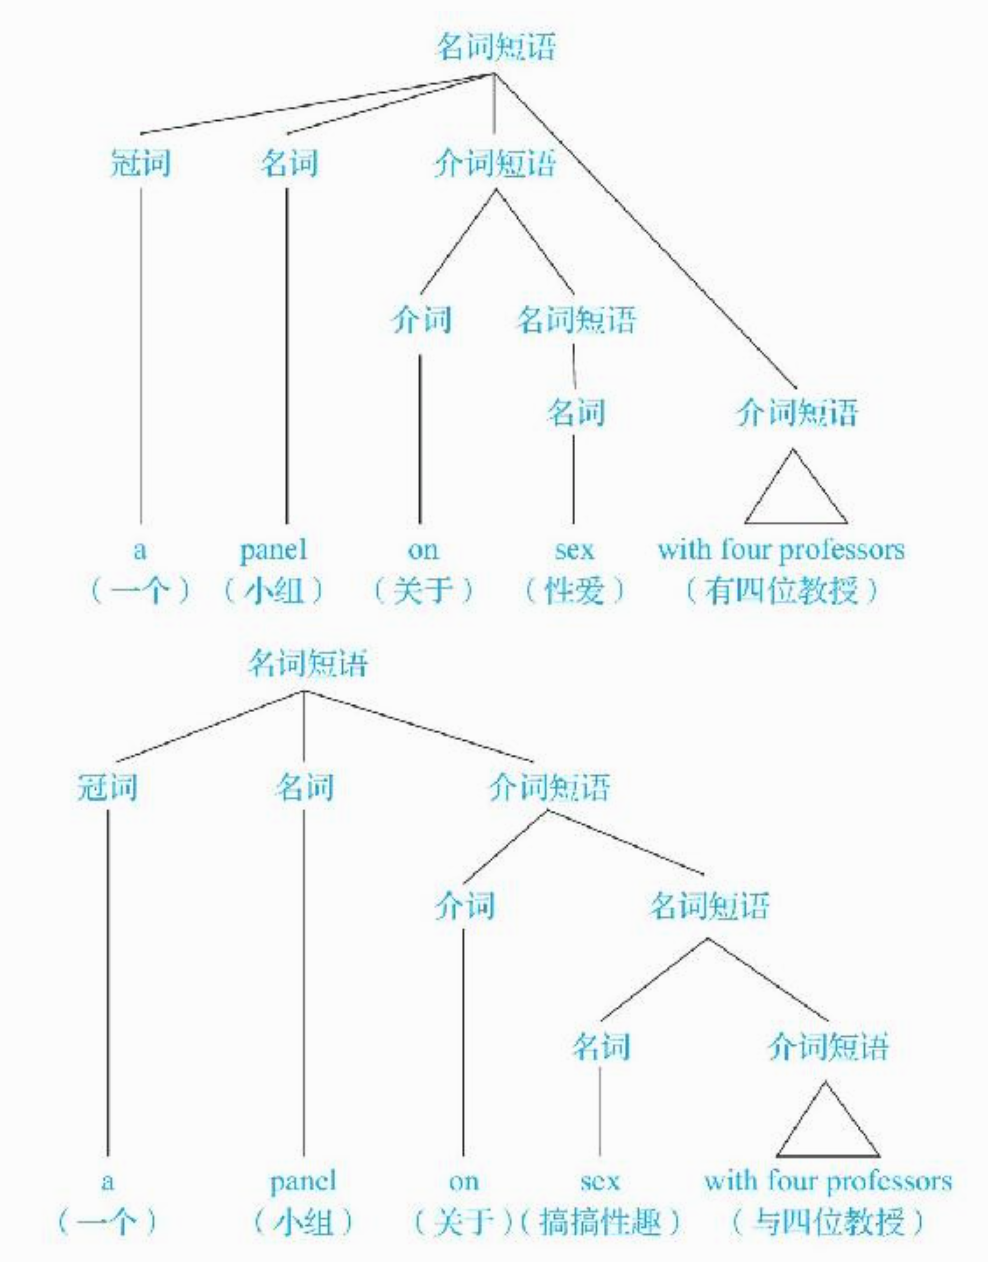 名词短语
冠词 名词 介词短语
介词 名词短语
名词 介词短语
a panel on sex with four professors
（一个）（小组）（关于）（性爱）（有四位教授）
名词短语
冠词 名词 介词短语
介词 名词短语
名词 介词短语
a panel on sex with four professors
（一个）（小组）（关于）（搞搞性趣）（与四位教授）